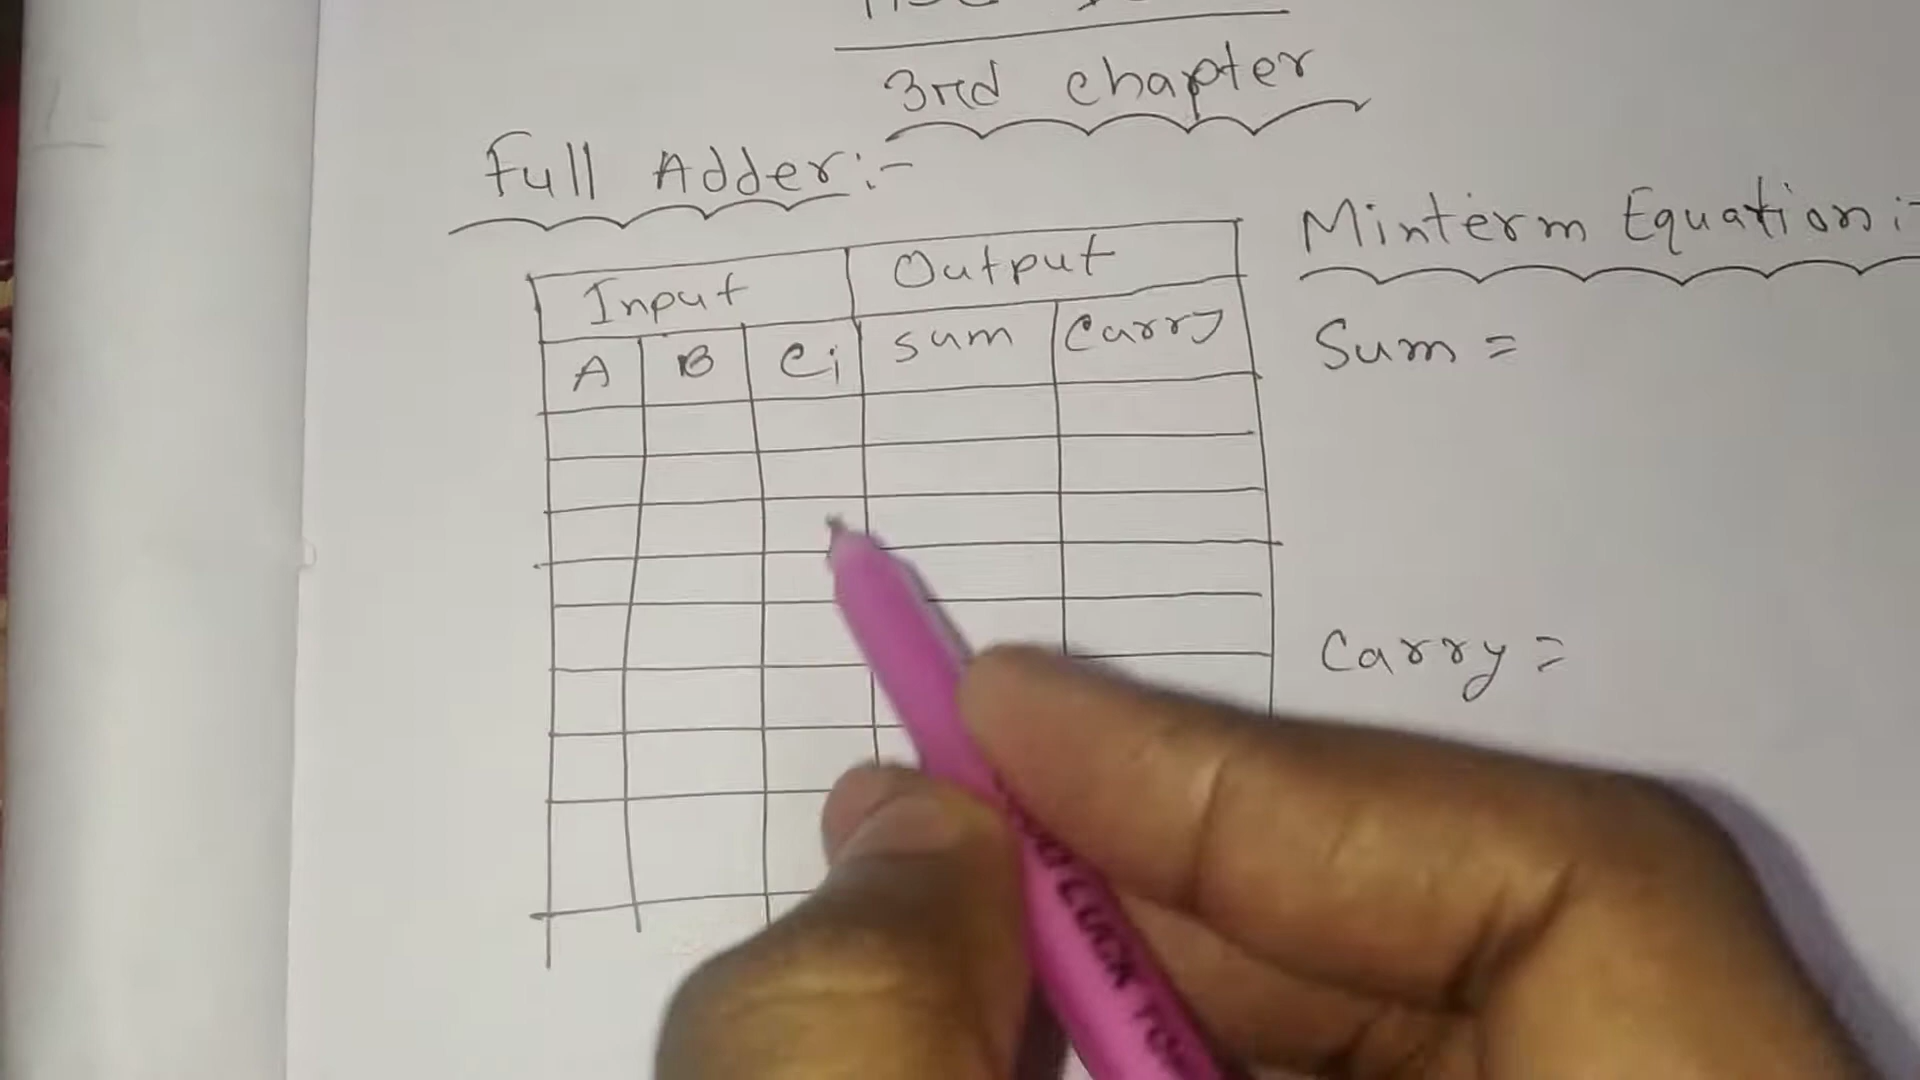 3rd chapter
Full Adder:-
Minterm Equation:-
Input Output
A B Ci sum Carry
Sum =
Carry =